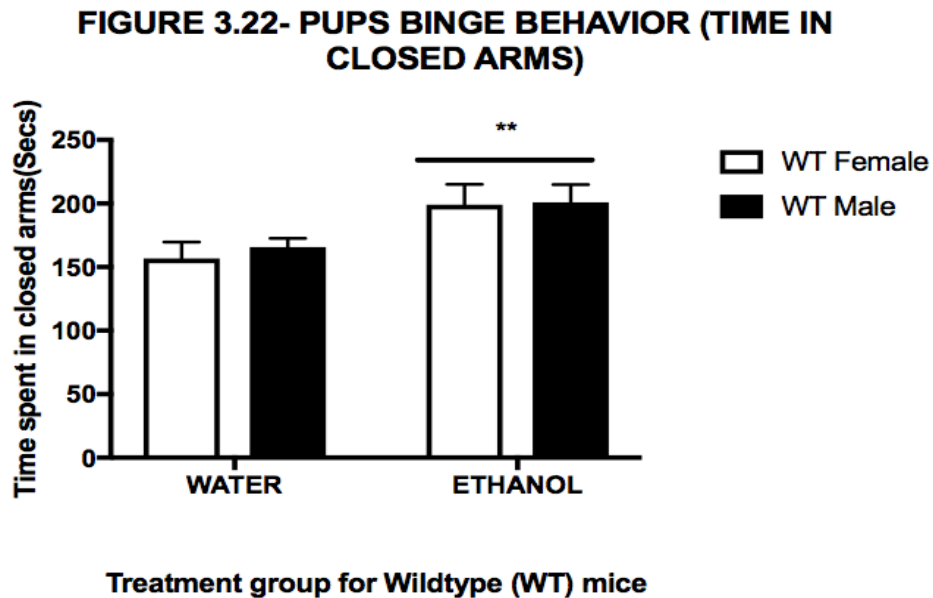 FIGURE 3.22- PUPS BINGE BEHAVIOR (TIME IN
CLOSED ARMS)
Time spent in closed arms(Secs)
250
200
150
100
50
0
**
WATER
ETHANOL
WT Female
WT Male
Treatment group for Wildtype (WT) mice